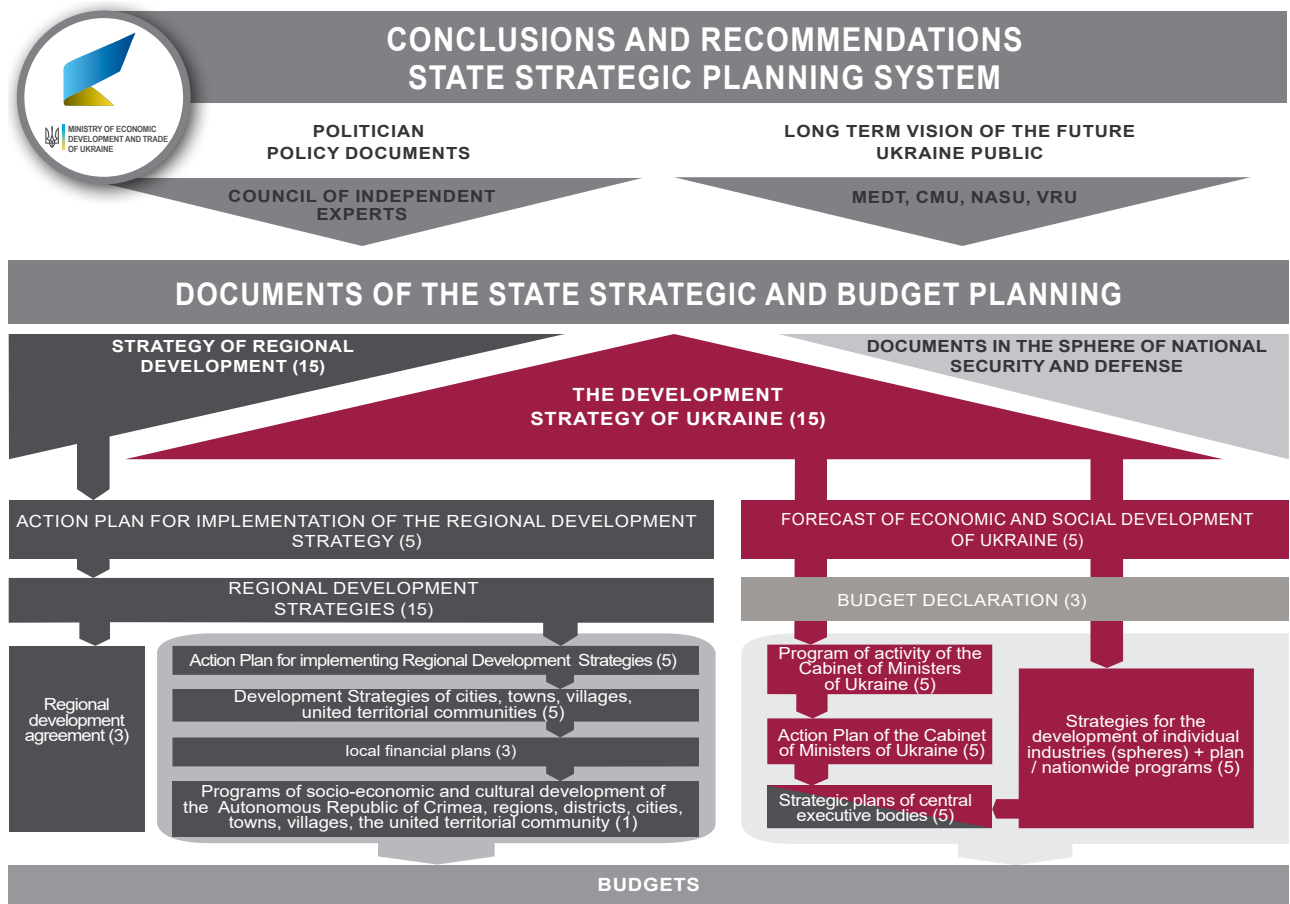 CONCLUSIONS AND RECOMMENDATIONS
STATE STRATEGIC PLANNING SYSTEM
MINISTRY OF ECONOMIC
DEVELOPMENT AND TRADE
OF UKRAINE
POLITICIAN
POLICY DOCUMENTS
LONG TERM VISION OF THE FUTURE
UKRAINE PUBLIC
COUNCIL OF INDEPENDENT
EXPERTS
MEDT, CMU, NASU, VRU
DOCUMENTS OF THE STATE STRATEGIC AND BUDGET PLANNING
STRATEGY OF REGIONAL
DEVELOPMENT (15)
THE DEVELOPMENT
STRATEGY OF UKRAINE (15)
DOCUMENTS IN THE SPHERE OF NATIONAL
SECURITY AND DEFENSE
ACTION PLAN FOR IMPLEMENTATION OF THE REGIONAL DEVELOPMENT
STRATEGY (5)
REGIONAL DEVELOPMENT
STRATEGIES (15)
Regional
development
agreement (3)
Action Plan for implementing Regional Development Strategies (5)
Development Strategies of cities, towns, villages,
united territorial communities (5)
local financial plans (3)
Programs of socio-economic and cultural development of
the Autonomous Republic of Crimea, regions, districts, cities,
towns, villages, the united territorial community (1)
FORECAST OF ECONOMIC AND SOCIAL DEVELOPMENT
OF UKRAINE (5)
BUDGET DECLARATION (3)
Program of activity of the
Cabinet of Ministers
of Ukraine (5)
Action Plan of the Cabinet
of Ministers of Ukraine (5)
Strategic plans of central
executive bodies (5)
Strategies for the
development of individual
industries (spheres) + plan
/ nationwide programs (5)
BUDGETS